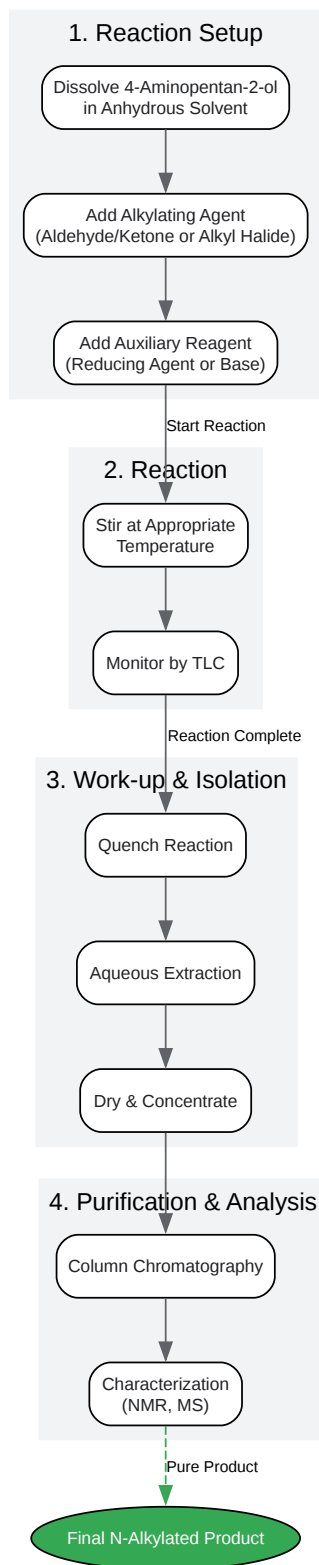 1. Reaction Setup
Dissolve 4-Aminopentan-2-ol
in Anhydrous Solvent
Add Alkylating Agent
(Aldehyde/Ketone or Alkyl Halide)
Add Auxiliary Reagent
(Reducing Agent or Base)
Start Reaction
2. Reaction
Stir at Appropriate
Temperature
Monitor by TLC
Reaction Complete
3. Work-up & Isolation
Quench Reaction
Aqueous Extraction
Dry & Concentrate
4. Purification & Analysis
Column Chromatography
Characterization
(NMR, MS)
Pure Product
Final N-Alkylated Product